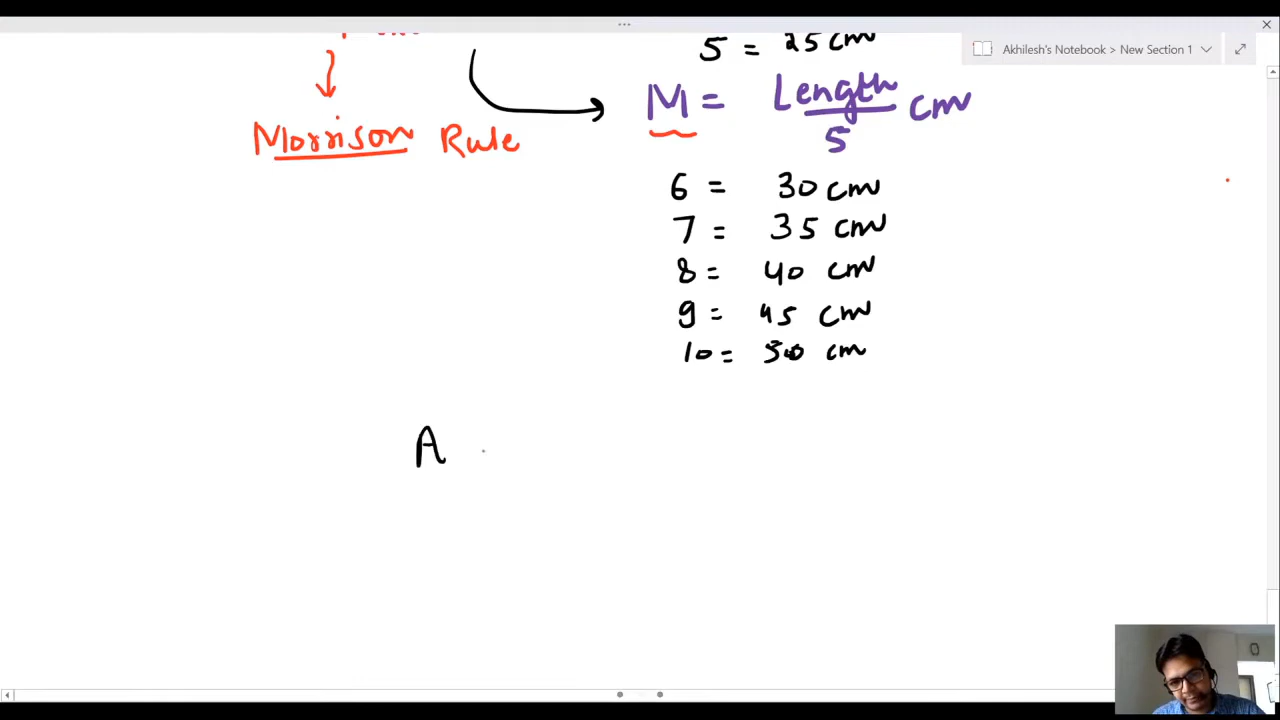 5 = 25 cm
Akhilesh's Notebook > New Section 1
M = Length/5 cm
Morrison Rule
6 = 30 cm
7 = 35 cm
8 = 40 cm
9 = 45 cm
10 = 50 cm
A